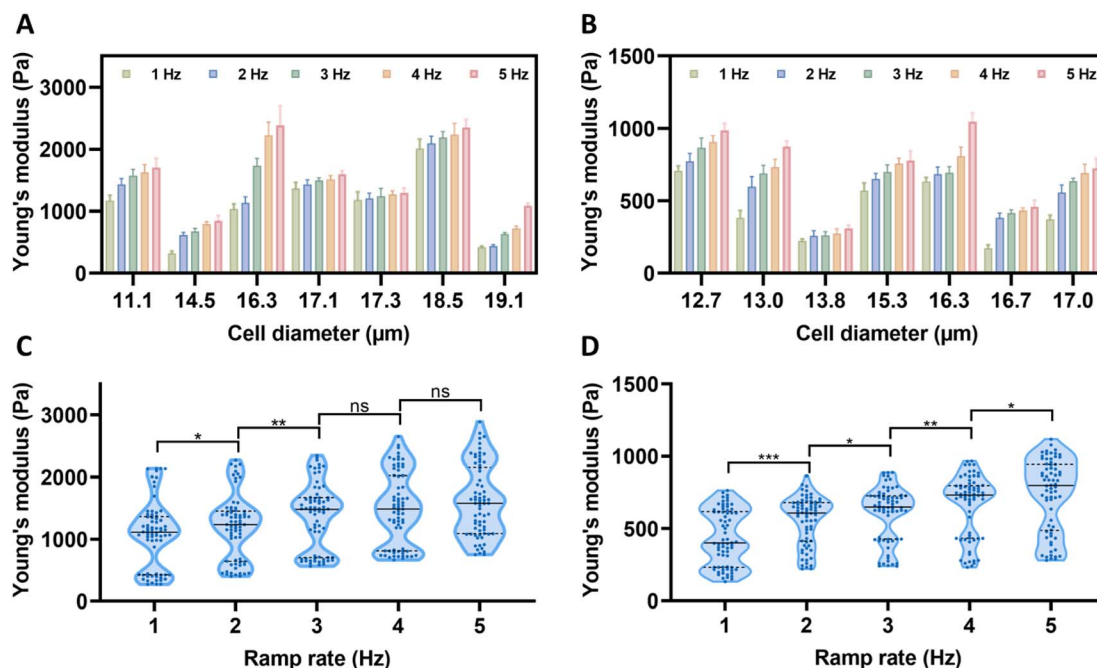 A
Young's modulus (Pa)
3000
2000
1000
0
1 Hz 2 Hz 3 Hz 4 Hz 5 Hz
11.1 14.5 16.3 17.1 17.3 18.5 19.1
Cell diameter (µm)
B
Young's modulus (Pa)
1500
1000
500
0
1 Hz 2 Hz 3 Hz 4 Hz 5 Hz
12.7 13.0 13.8 15.3 16.3 16.7 17.0
Cell diameter (µm)
C
Young's modulus (Pa)
3000
2000
1000
0
* ** ns ns
1 2 3 4 5
Ramp rate (Hz)
D
Young's modulus (Pa)
1500
1000
500
0
*** * ** *
1 2 3 4 5
Ramp rate (Hz)